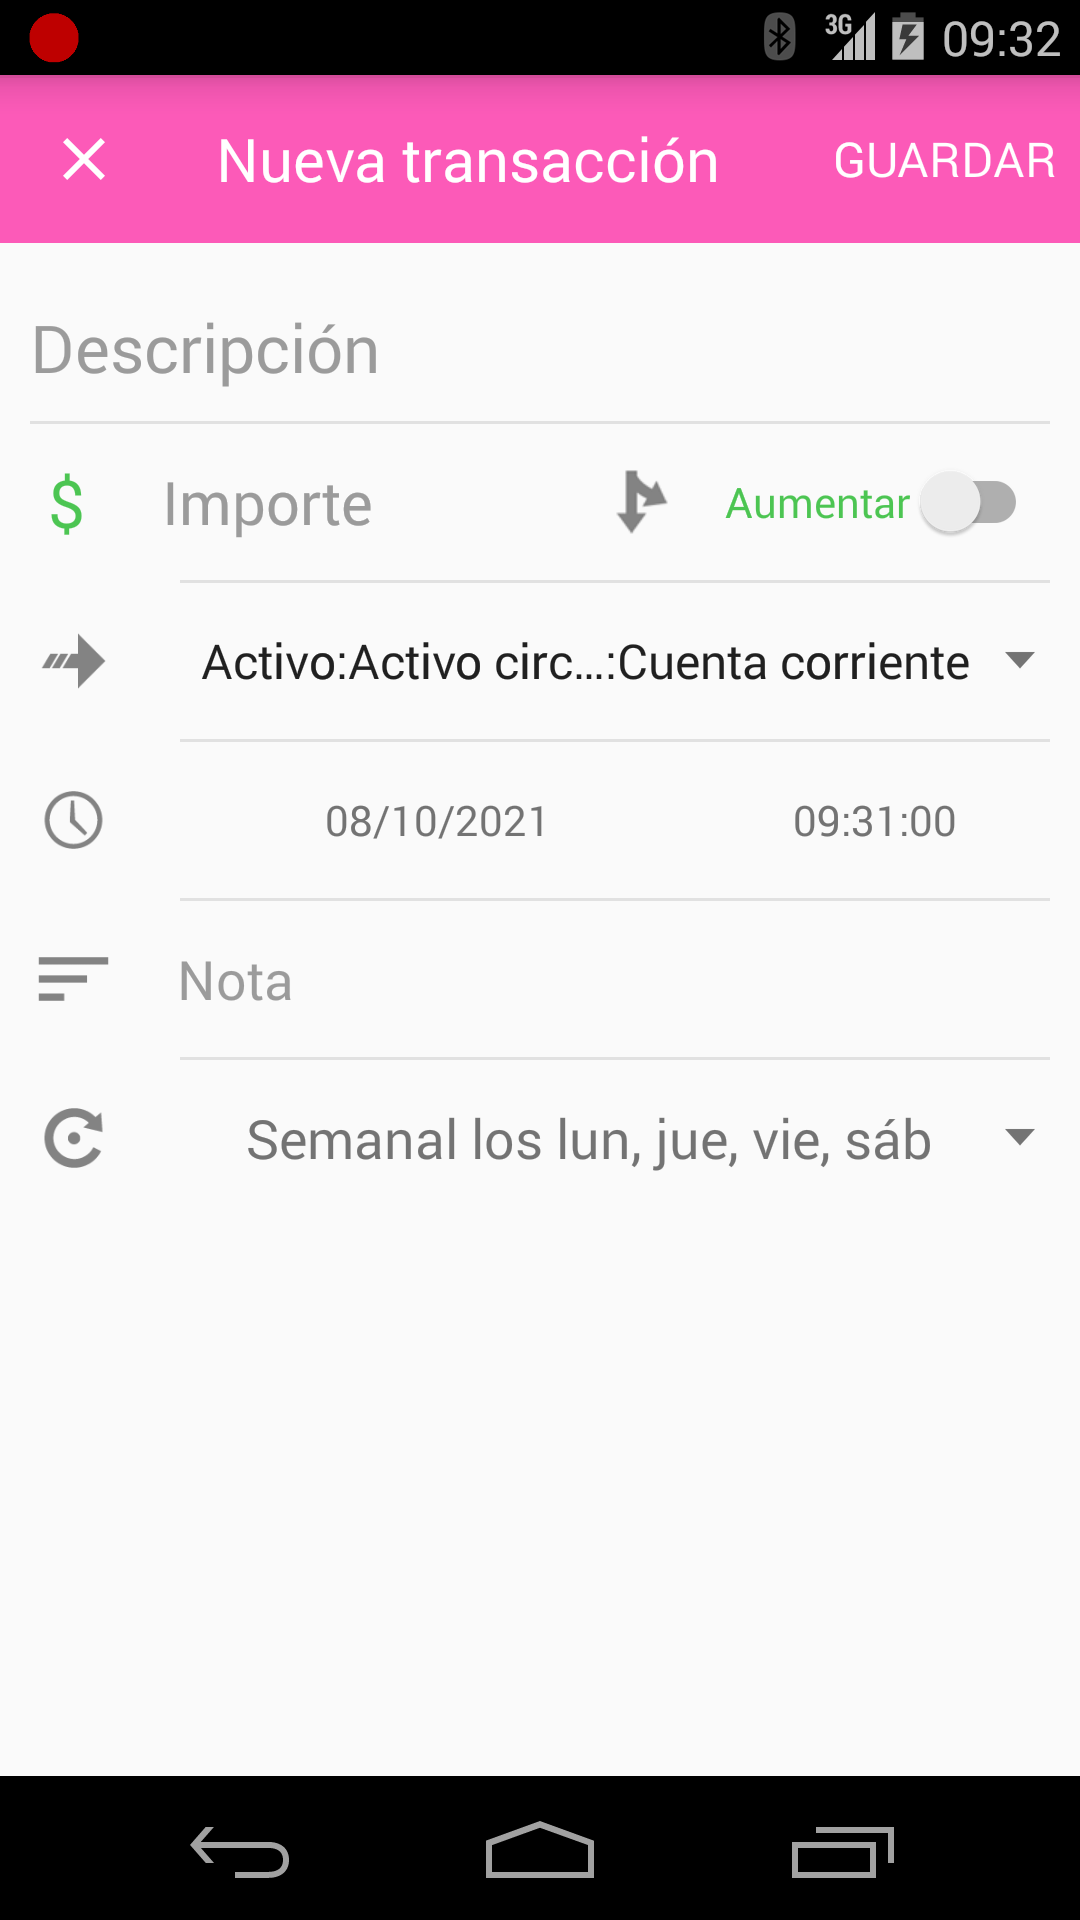 3G 09:32
Nueva transacción GUARDAR
Descripción
$ Importe Aumentar
Activo:Activo circ...:Cuenta corriente
08/10/2021 09:31:00
Nota
Semanal los lun, jue, vie, sáb